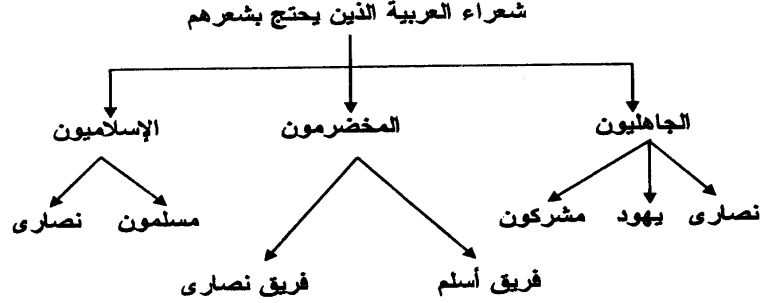 شعراء العربية الذين يحتج بشعرهم
الجاهليون المخضرمون الإسلاميون
نصارى يهود مشركون مسلمون نصارى
فريق أسلم فريق نصارى